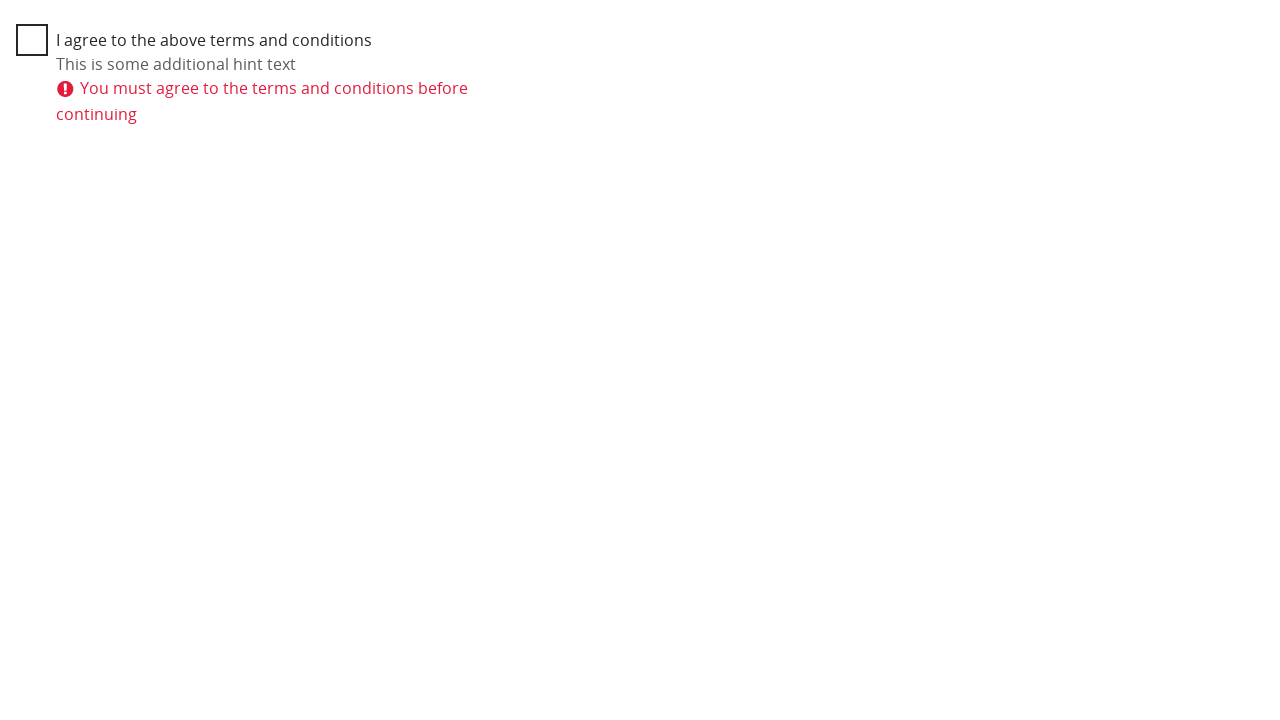 I agree to the above terms and conditions
This is some additional hint text
You must agree to the terms and conditions before
continuing